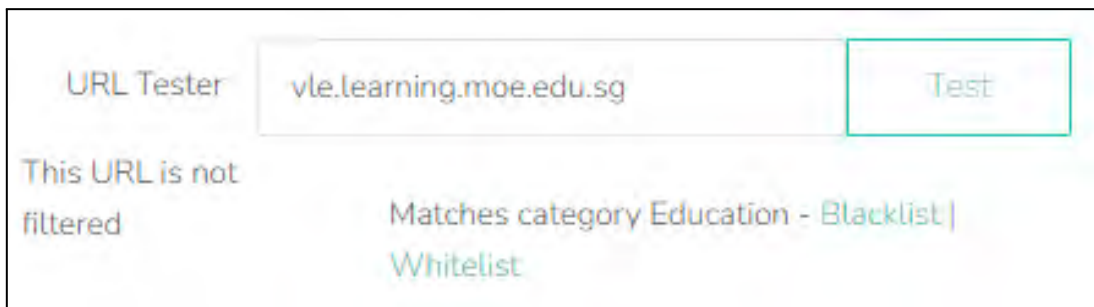 URL Tester
vle.learning.moe.edu.sg
Test
This URL is not
filtered
Matches category Education - Blacklist |
Whitelist